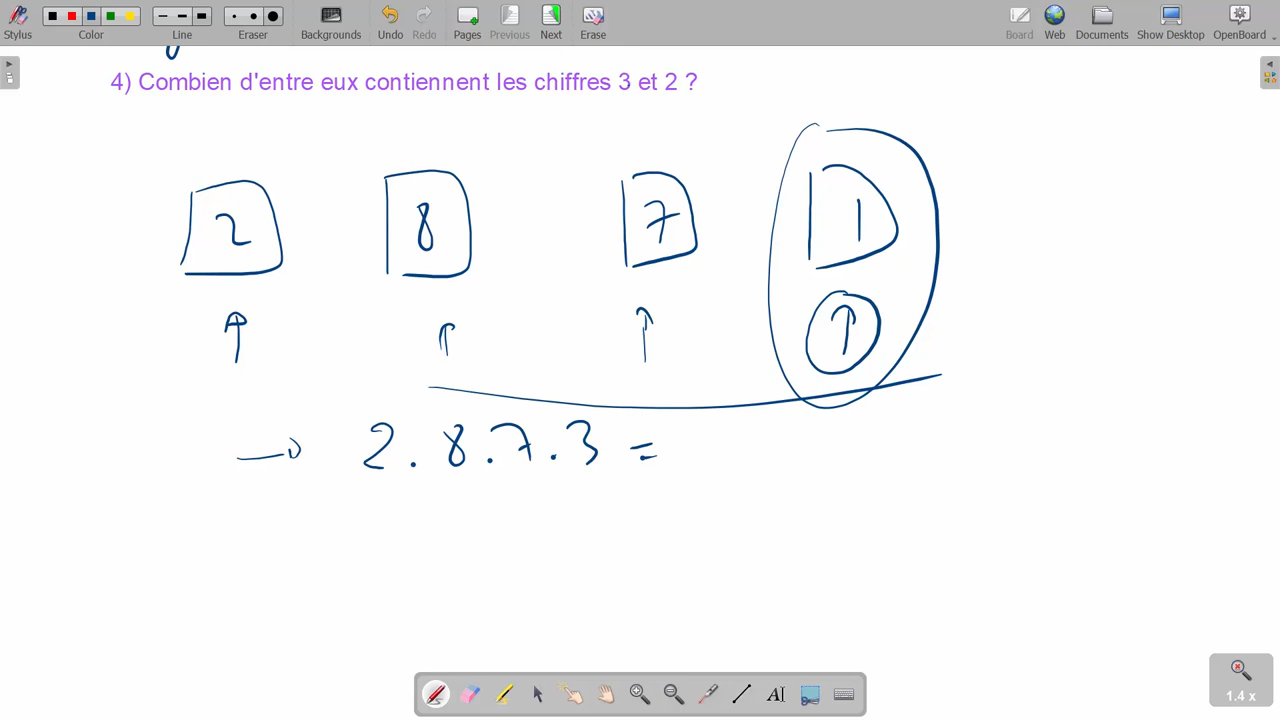 Stylus Color Line Eraser Backgrounds Undo Redo Pages Previous Next Erase Board Web Documents Show Desktop OpenBoard
4) Combien d'entre eux contiennent les chiffres 3 et 2 ?
2 8 7 1
2 . 8 . 7 . 3 =
AI
1.4 x